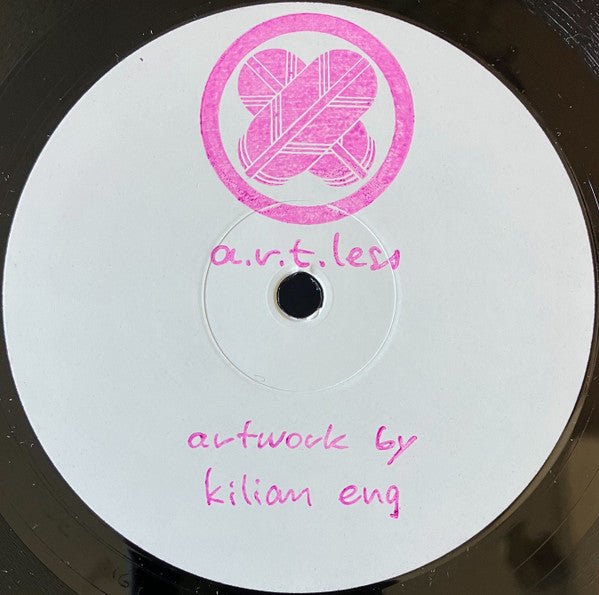 a.r.t.less
artwork by
kilian eng